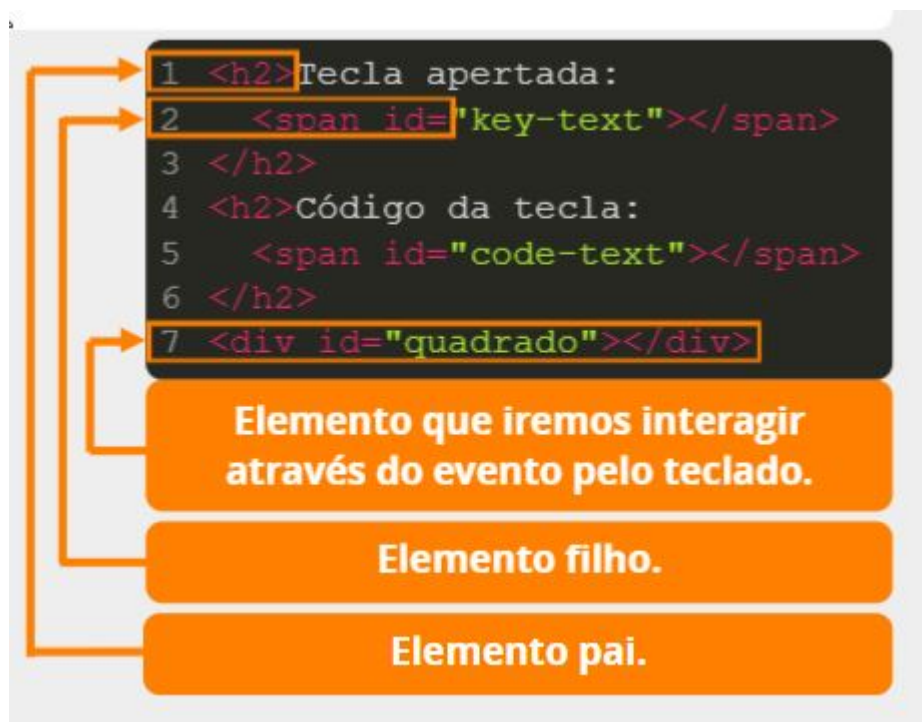 1 <h2>Tecla apertada:
2   <span id="key-text"></span>
3 </h2>
4 <h2>Código da tecla:
5   <span id="code-text"></span>
6 </h2>
7 <div id="quadrado"></div>
Elemento que iremos interagir
através do evento pelo teclado.
Elemento filho.
Elemento pai.